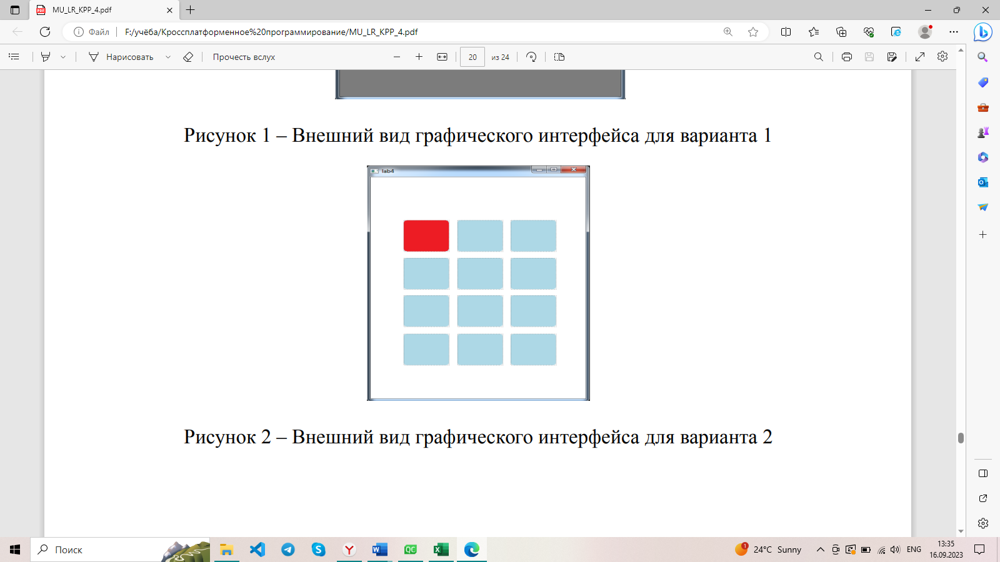 MU_LR_KPP_4.pdf
Файл
F:/учёба/Кроссплатформенное%20программирование/MU_LR_KPP_4.pdf
Нарисовать
Прочесть вслух
20
из 24
Рисунок 1 – Внешний вид графического интерфейса для варианта 1
lab4
Рисунок 2 – Внешний вид графического интерфейса для варианта 2
Поиск
24°C Sunny
ENG
13:35
16.09.2023